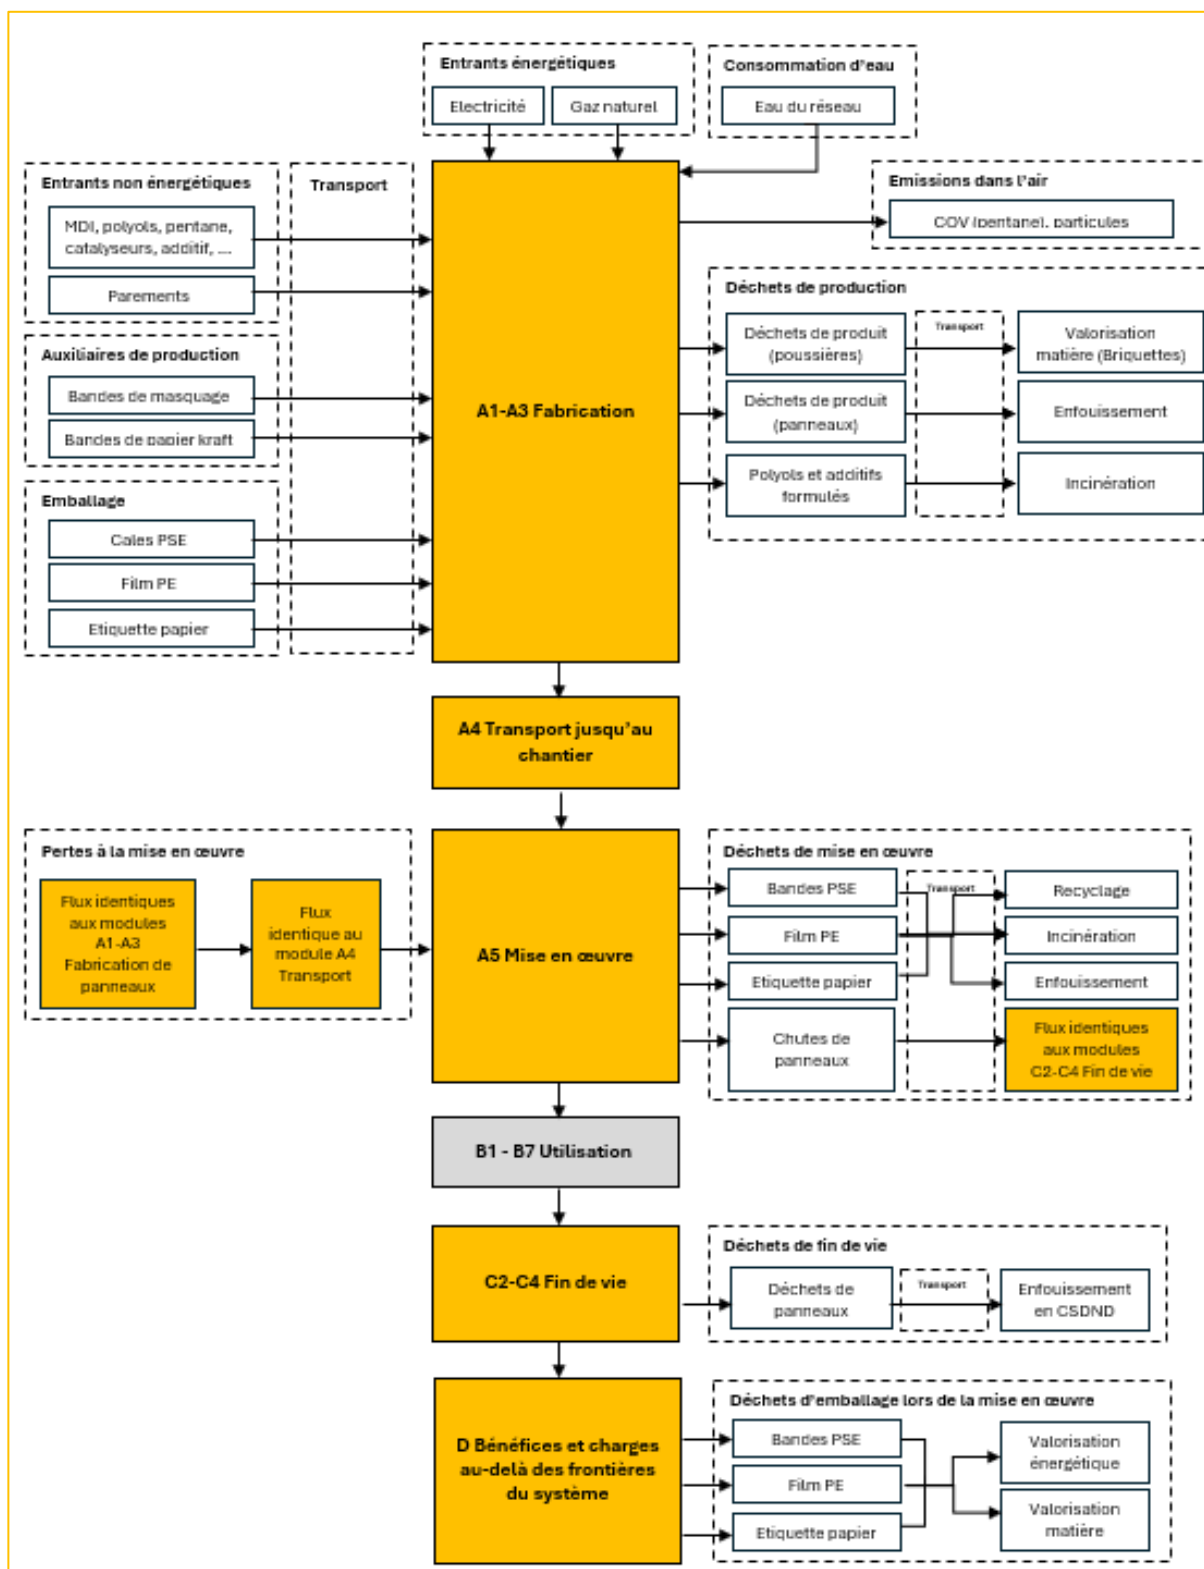 Entrants énergétiques
Electricité
Gaz naturel
Consommation d'eau
Eau du réseau
Entrants non énergétiques
MDI, polyols, pentane,
catalyseurs, additif, ....
Parements
Transport
Emissions dans l'air
COV (pentane), particules
Auxiliaires de production
Bandes de masquage
Bandes de papier kraft
Emballage
Cales PSE
Film PE
Etiquette papier
A1-A3 Fabrication
Déchets de production
Déchets de produit
(poussières)
Transport
Valorisation
matière (Briquettes)
Déchets de produit
(panneaux)
Enfouissement
Polyols et additifs
formulés
Incinération
A4 Transport jusqu'au
chantier
Pertes à la mise en œuvre
Flux identiques
aux modules
A1-A3
Fabrication de
panneaux
Flux
identique au
module A4
Transport
A5 Mise en œuvre
Déchets de mise en œuvre
Bandes PSE
Transport
Recyclage
Film PE
Incinération
Etiquette papier
Enfouissement
Chutes de
panneaux
Flux identiques
aux modules
C2-C4 Fin de vie
B1 - B7 Utilisation
C2-C4 Fin de vie
Déchets de fin de vie
Déchets de
panneaux
Transport
Enfouissement
en CSDND
D Bénéfices et charges
au-delà des frontières
du système
Déchets d'emballage lors de la mise en œuvre
Bandes PSE
Film PE
Etiquette papier
Valorisation
énergétique
Valorisation
matière